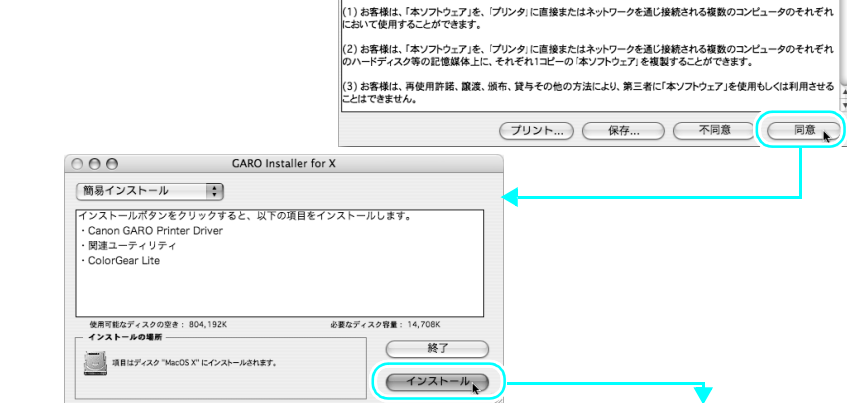 (1) お客様は、「本ソフトウェア」を、「プリンタ」に直接またはネットワークを通じ接続される複数のコンピュータのそれぞれ
において使用することができます。
(2) お客様は、「本ソフトウェア」を、「プリンタ」に直接またはネットワークを通じ接続される複数のコンピュータのそれぞれ
のハードディスク等の記憶媒体上に、それぞれ1コピーの「本ソフトウェア」を複製することができます。
(3) お客様は、再使用許諾、譲渡、頒布、貸与その他の方法により、第三者に「本ソフトウェア」を使用もしくは利用させる
ことはできません。
プリント... 保存... 不同意 同意
GARO Installer for X
簡易インストール
インストールボタンをクリックすると、以下の項目をインストールします。
・Canon GARO Printer Driver
・関連ユーティリティ
・ColorGear Lite
使用可能なディスクの空き： 804,192K 必要なディスク容量： 14,708K
インストールの場所
項目はディスク “MacOS X” にインストールされます。
終了
インストール